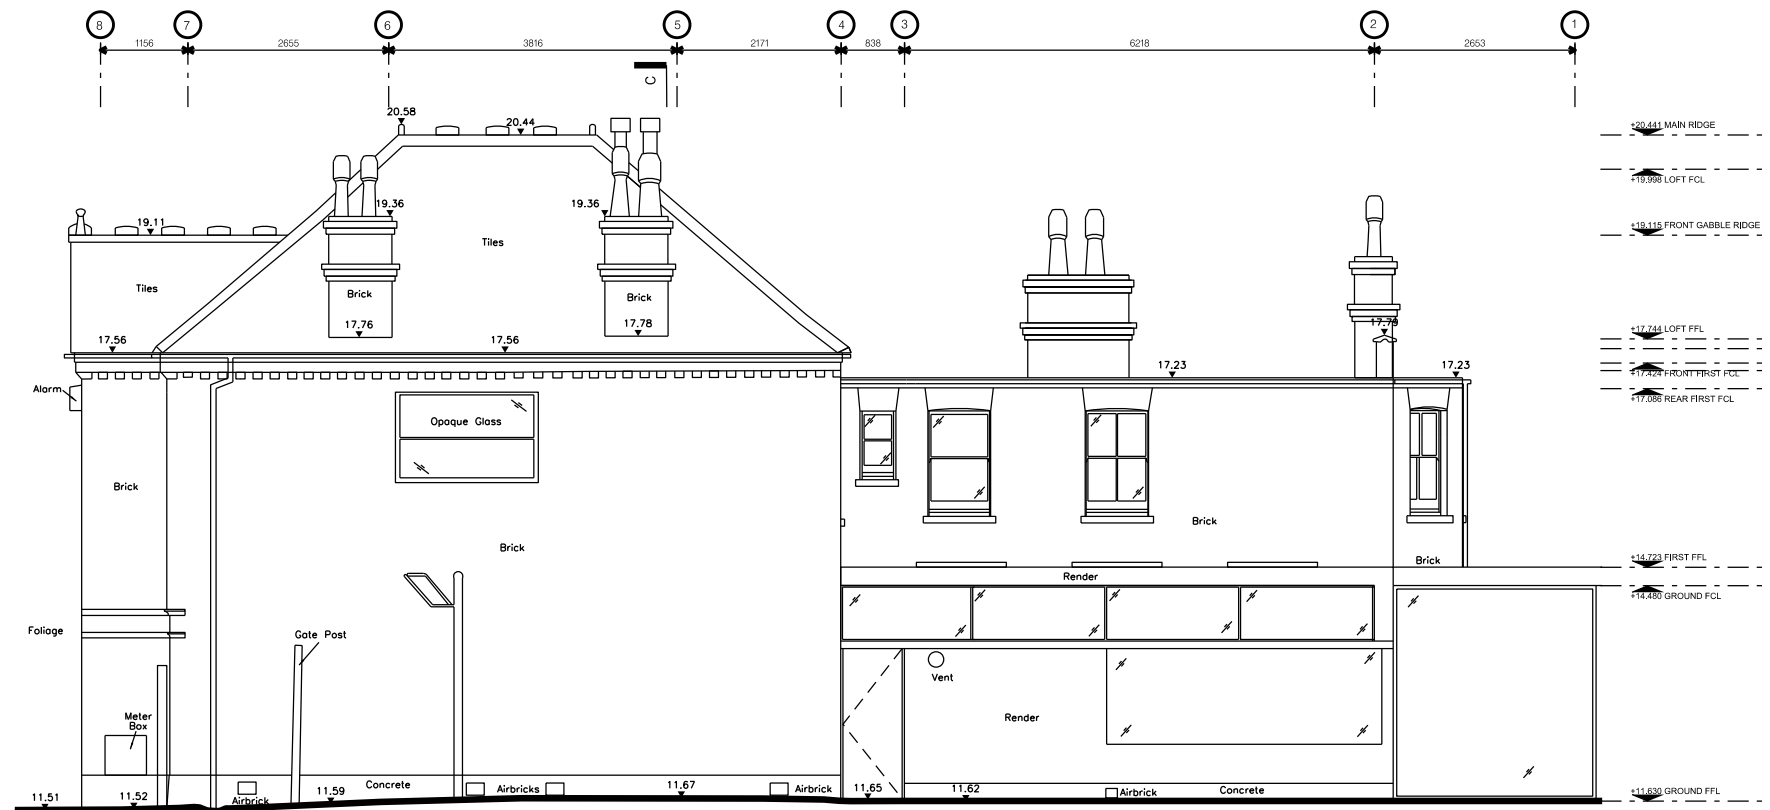 8 7 6 5 4 3 2 1
1156 2655 3816 2171 838 6218 2653
C
20.58
20.44
+20.441 MAIN RIDGE
+19.998 LOFT FCL
19.36
19.36
19.11
+19.115 FRONT GABBLE RIDGE
Tiles
Tiles
Brick
Brick
17.76
17.78
17.79
+17.744 LOFT FFL
17.56
17.56
17.23
17.23
+17.424 FRONT FIRST FCL
Alarm
+17.086 REAR FIRST FCL
Opaque Glass
Brick
Brick
Brick
Brick
+14.723 FIRST FFL
Render
+14.480 GROUND FCL
Foliage
Gate Post
Vent
Meter
Box
Render
Concrete
Airbricks
11.67
Airbrick
11.65
11.62
Airbrick
Concrete
+11.630 GROUND FFL
11.51
11.52
Airbrick
11.59